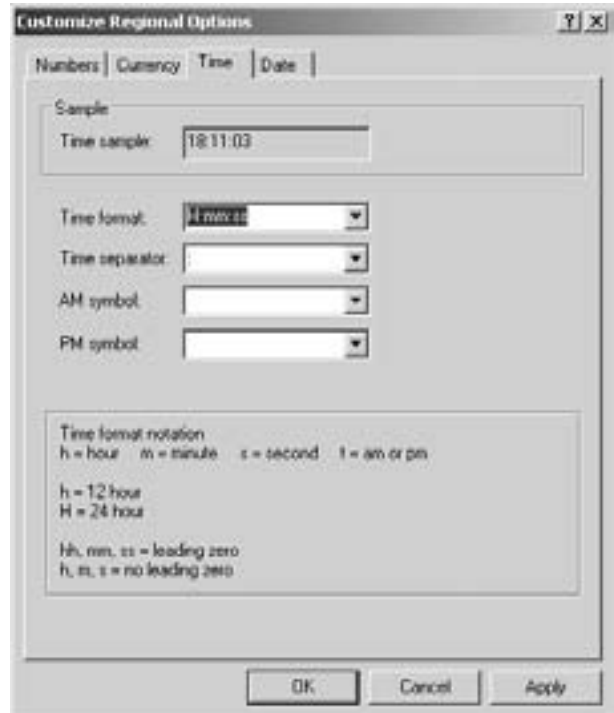 Customize Regional Options
Numbers Currency Time Date
Sample
Time sample: 18:11:03
Time format: H:mm:ss
Time separator: :
AM symbol:
PM symbol:
Time format notation
h = hour m = minute s = second t = am or pm
h = 12 hour
H = 24 hour
hh, mm, ss = leading zero
h, m, s = no leading zero
OK Cancel Apply